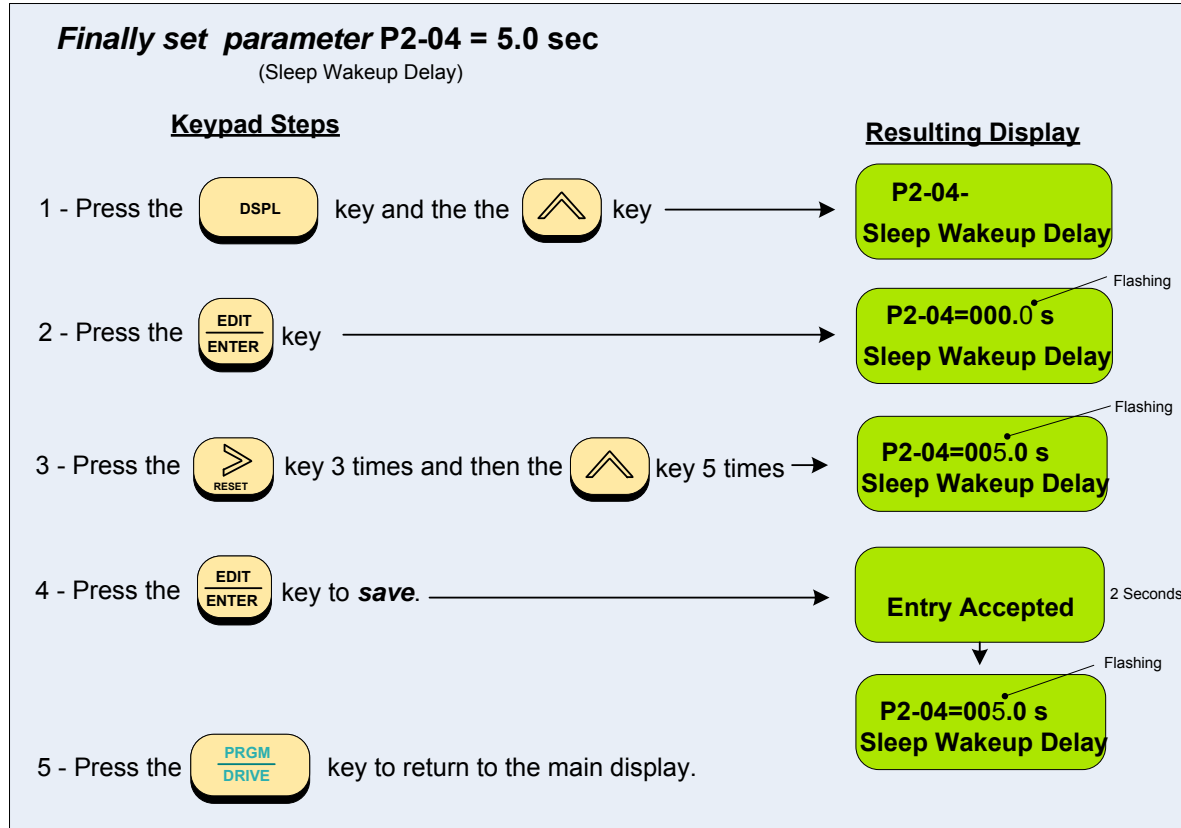 Finally set parameter P2-04 = 5.0 sec
(Sleep Wakeup Delay)
Keypad Steps
Resulting Display
1 - Press the DSPL key and the the key
P2-04-
Sleep Wakeup Delay
2 - Press the EDIT ENTER key
Flashing
P2-04=000.0 s
Sleep Wakeup Delay
3 - Press the RESET key 3 times and then the key 5 times
Flashing
P2-04=005.0 s
Sleep Wakeup Delay
4 - Press the EDIT ENTER key to save.
Entry Accepted
2 Seconds
Flashing
P2-04=005.0 s
Sleep Wakeup Delay
5 - Press the PRGM DRIVE key to return to the main display.